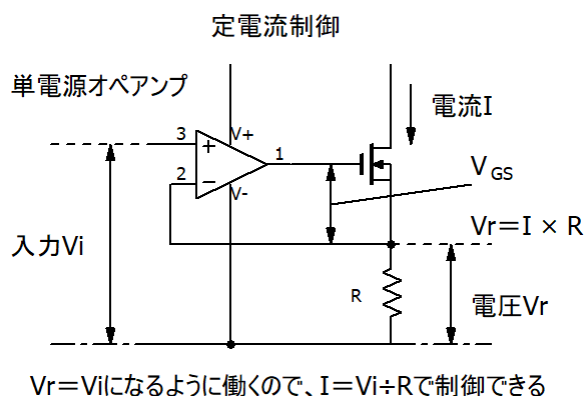 定電流制御
単電源オペアンプ
電流I
3
V+
+
1
2
−
V-
VGS
Vr＝I × R
入力Vi
R
電圧Vr
Vr＝Viになるように働くので、I＝Vi÷Rで制御できる